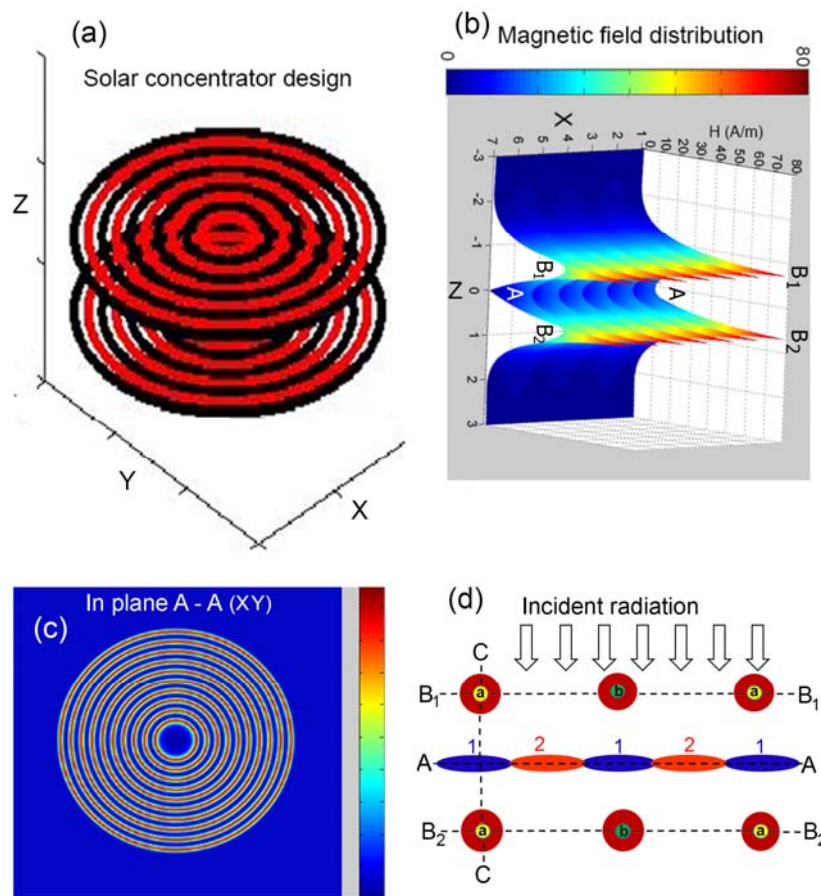 (a)
Solar concentrator design
Z
Y
X
(b)
Magnetic field distribution
0
80
X
H (A/m)
7 6 5 4 3 2 1
0 10 20 30 40 50 60 70 80
-3
-2
-1
0
1
2
3
Z
B1
B1
A
A
B2
B2
In plane A - A (XY)
(c)
(d)
Incident radiation
C
B1 a b a B1
1 2 1 2 1
A A
B2 a b a B2
C